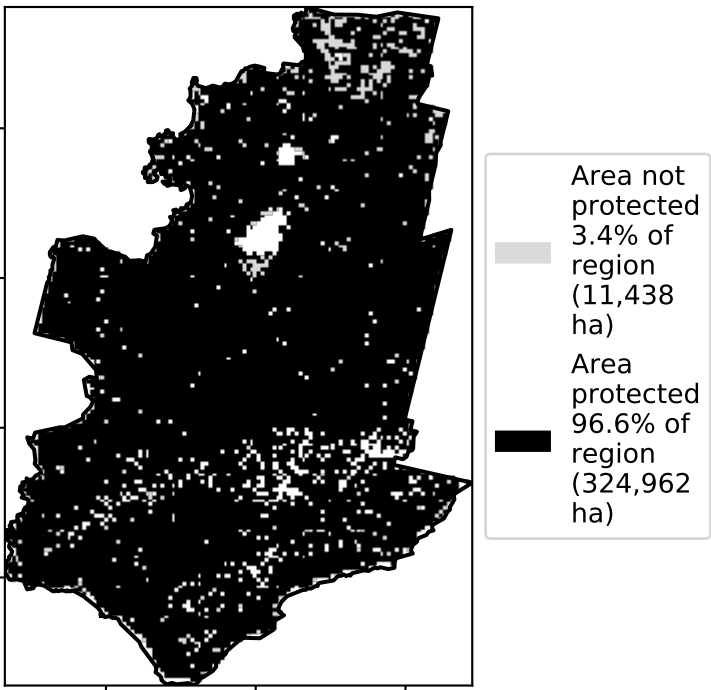 Area not
protected
3.4% of
region
(11,438
ha)
Area
protected
96.6% of
region
(324,962
ha)